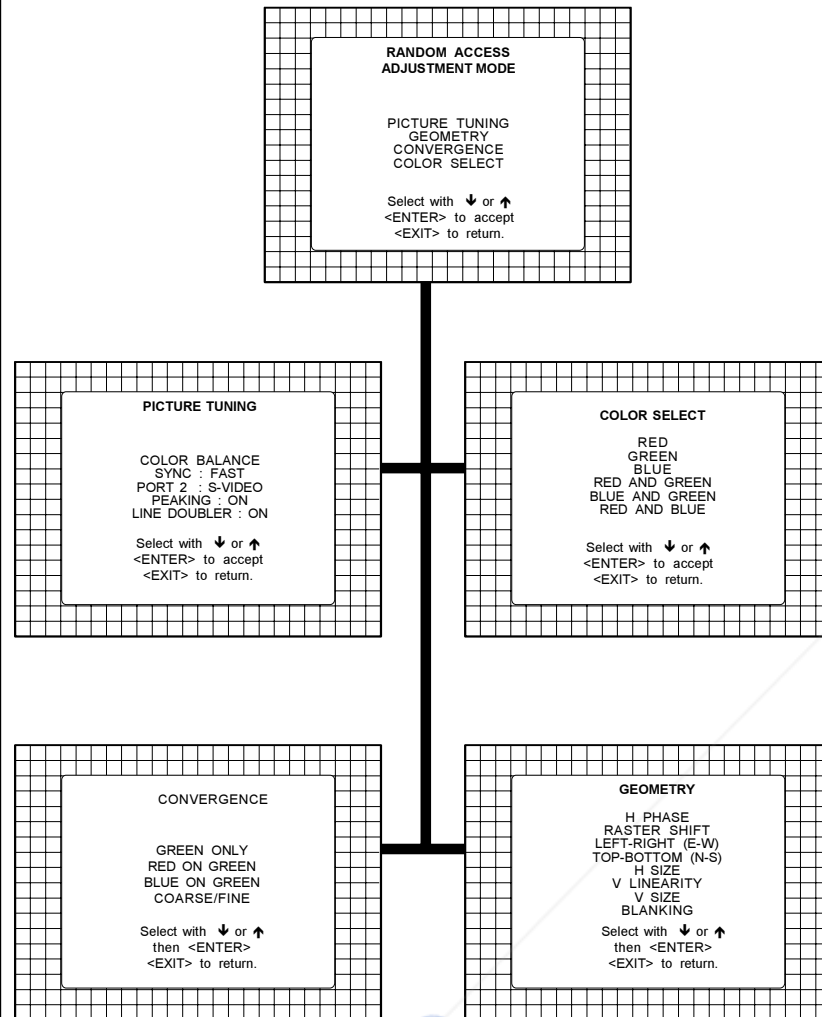 RANDOM ACCESS
ADJUSTMENT MODE
PICTURE TUNING
GEOMETRY
CONVERGENCE
COLOR SELECT
Select with ↓ or ↑
<ENTER> to accept
<EXIT> to return.
PICTURE TUNING
COLOR BALANCE
SYNC : FAST
PORT 2 : S-VIDEO
PEAKING : ON
LINE DOUBLER : ON
Select with ↓ or ↑
<ENTER> to accept
<EXIT> to return.
COLOR SELECT
RED
GREEN
BLUE
RED AND GREEN
BLUE AND GREEN
RED AND BLUE
Select with ↓ or ↑
<ENTER> to accept
<EXIT> to return.
CONVERGENCE
GREEN ONLY
RED ON GREEN
BLUE ON GREEN
COARSE/FINE
Select with ↓ or ↑
then <ENTER>
<EXIT> to return.
GEOMETRY
H PHASE
RASTER SHIFT
LEFT-RIGHT (E-W)
TOP-BOTTOM (N-S)
H SIZE
V LINEARITY
V SIZE
BLANKING
Select with ↓ or ↑
then <ENTER>
<EXIT> to return.